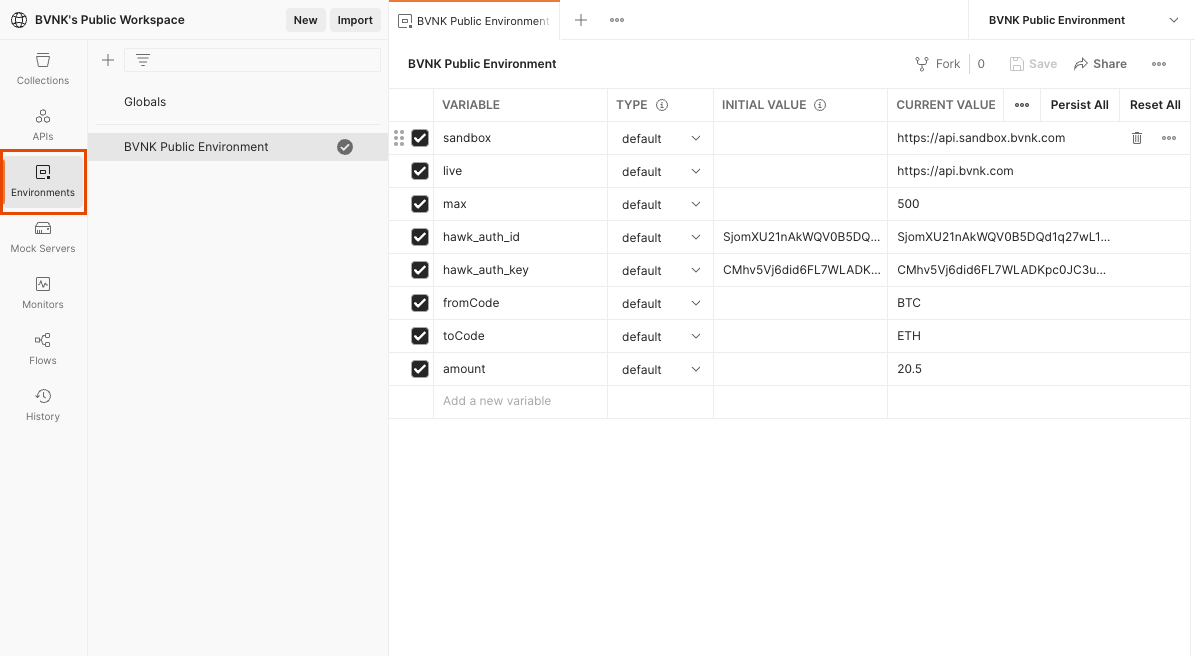 BVNK's Public Workspace
New
Import
BVNK Public Environment
BVNK Public Environment
Collections
APIs
Environments
Mock Servers
Monitors
Flows
History
Globals
BVNK Public Environment
BVNK Public Environment
Fork 0
Save
Share
VARIABLE TYPE INITIAL VALUE CURRENT VALUE Persist All Reset All
sandbox default https://api.sandbox.bvnk.com
live default https://api.bvnk.com
max default 500
hawk_auth_id default SjomXU21nAkWQV0B5DQ... SjomXU21nAkWQV0B5DQd1q27wL1...
hawk_auth_key default CMhv5Vj6did6FL7WLADK... CMhv5Vj6did6FL7WLADKpc0JC3u...
fromCode default BTC
toCode default ETH
amount default 20.5
Add a new variable